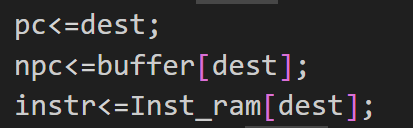 pc<=dest;
npc<=buffer[dest];
instr<=Inst_ram[dest];